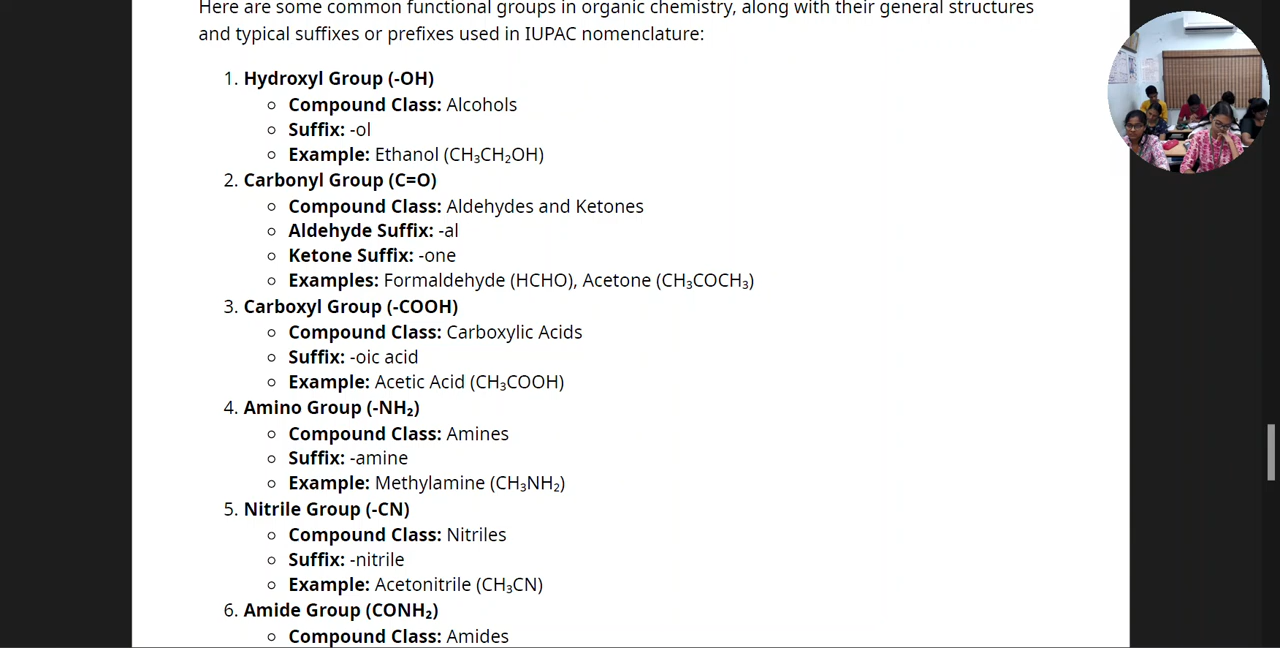 Here are some common functional groups in organic chemistry, along with their general structures
and typical suffixes or prefixes used in IUPAC nomenclature:
1. Hydroxyl Group (-OH)
○ Compound Class: Alcohols
○ Suffix: -ol
○ Example: Ethanol (CH₃CH₂OH)
2. Carbonyl Group (C=O)
○ Compound Class: Aldehydes and Ketones
○ Aldehyde Suffix: -al
○ Ketone Suffix: -one
○ Examples: Formaldehyde (HCHO), Acetone (CH₃COCH₃)
3. Carboxyl Group (-COOH)
○ Compound Class: Carboxylic Acids
○ Suffix: -oic acid
○ Example: Acetic Acid (CH₃COOH)
4. Amino Group (-NH₂)
○ Compound Class: Amines
○ Suffix: -amine
○ Example: Methylamine (CH₃NH₂)
5. Nitrile Group (-CN)
○ Compound Class: Nitriles
○ Suffix: -nitrile
○ Example: Acetonitrile (CH₃CN)
6. Amide Group (CONH₂)
○ Compound Class: Amides